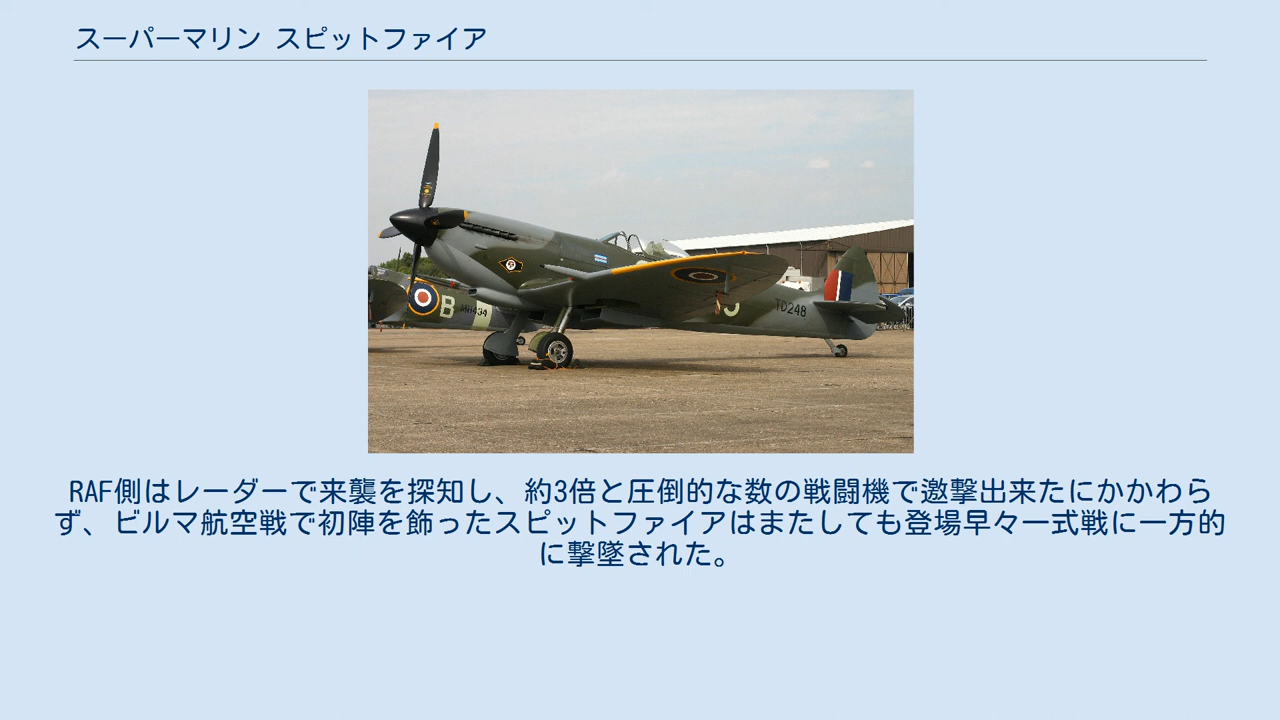 スーパーマリン スピットファイア
B
MH434
TD248
RAF側はレーダーで来襲を探知し、約3倍と圧倒的な数の戦闘機で邀撃出来たにかかわら
ず、ビルマ航空戦で初陣を飾ったスピットファイアはまたしても登場早々一式戦に一方的
に撃墜された。